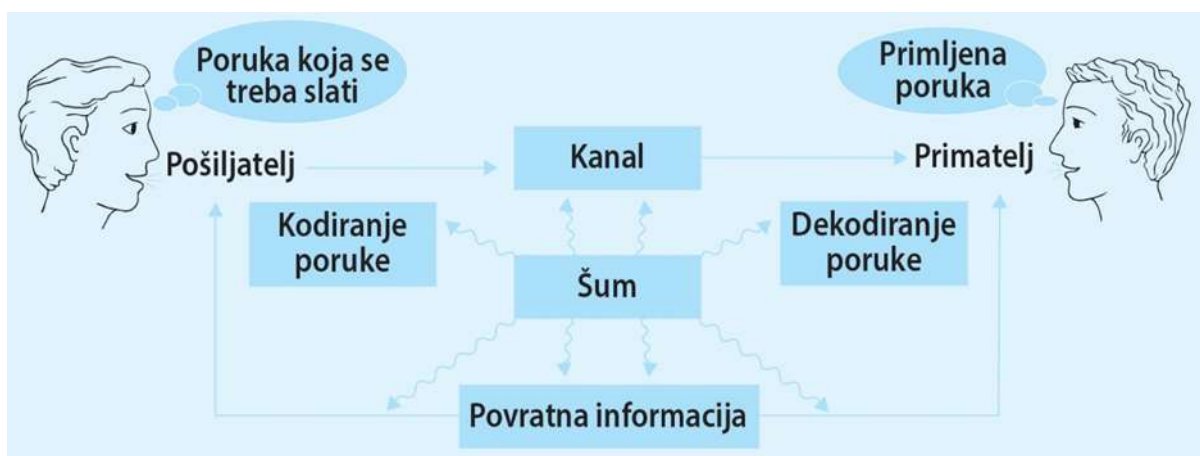 Poruka koja se
treba slati
Primljena
poruka
Pošiljatelj
Kanal
Primatelj
Kodiranje
poruke
Dekodiranje
poruke
Šum
Povratna informacija